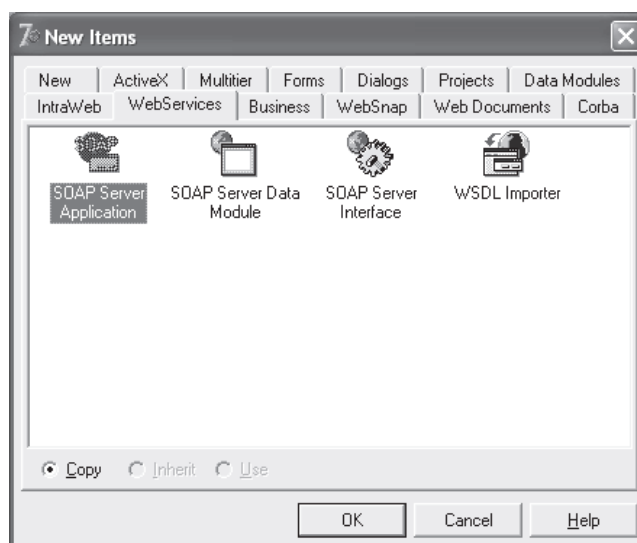 7 New Items
New ActiveX Multitier Forms Dialogs Projects Data Modules
IntraWeb WebServices Business WebSnap Web Documents Corba
SOAP Server Application
SOAP Server Data Module
SOAP Server Interface
WSDL Importer
Copy Inherit Use
OK Cancel Help